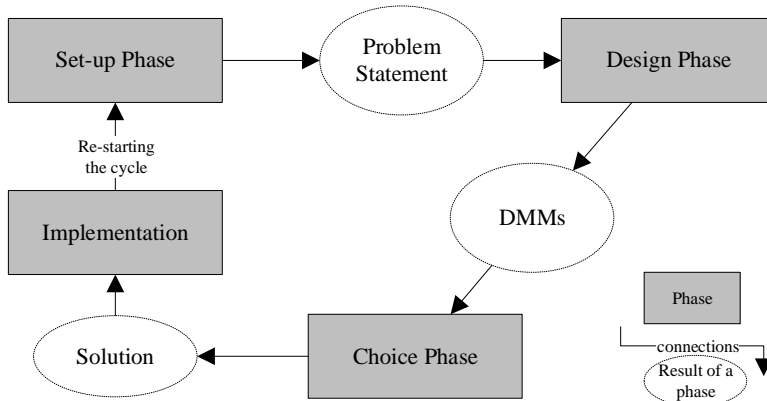 Set-up Phase
Problem
Statement
Design Phase
Re-starting
the cycle
DMMs
Implementation
Phase
connections
Solution
Choice Phase
Result of a
phase